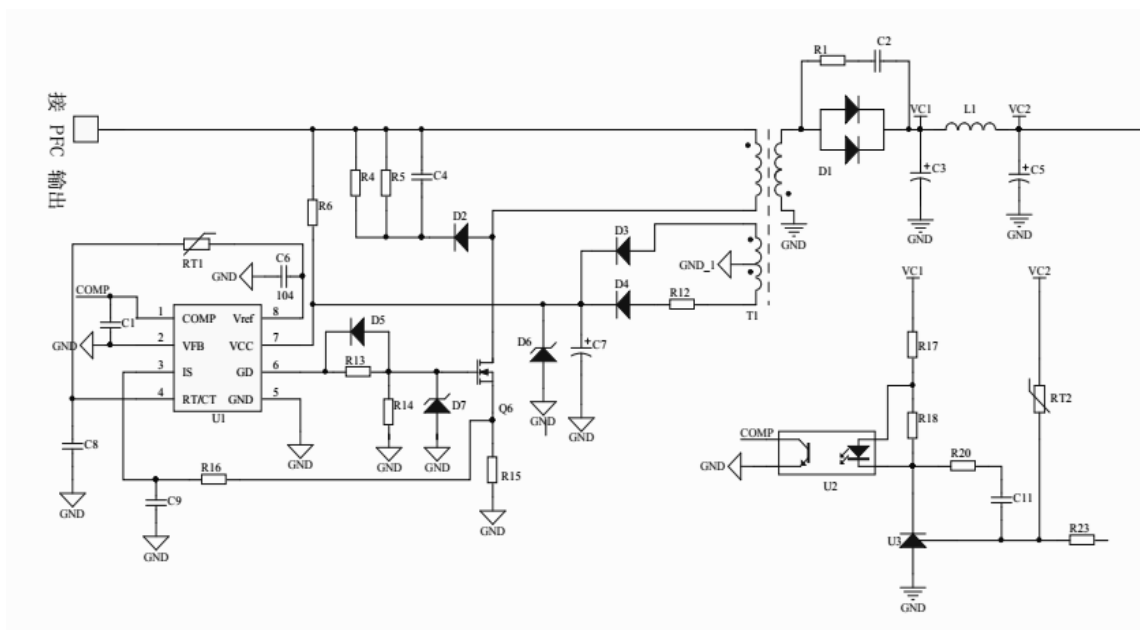 接 PFC 输出
R1
C2
VC1
L1
VC2
D1
C3
C5
GND
GND
GND
R4
R5
C4
R6
D2
D3
GND_1
D4
R12
T1
RT1
C6
GND
104
COMP
C1
GND
1 COMP Vref 8
2 VFB VCC 7
3 IS GD 6
4 RT/CT GND 5
U1
D5
R13
R14
D7
Q6
D6
C7
GND
GND
GND
GND
GND
C8
GND
R16
C9
GND
R15
GND
VC1
VC2
R17
R18
RT2
COMP
GND
U2
R20
C11
U3
R23
GND